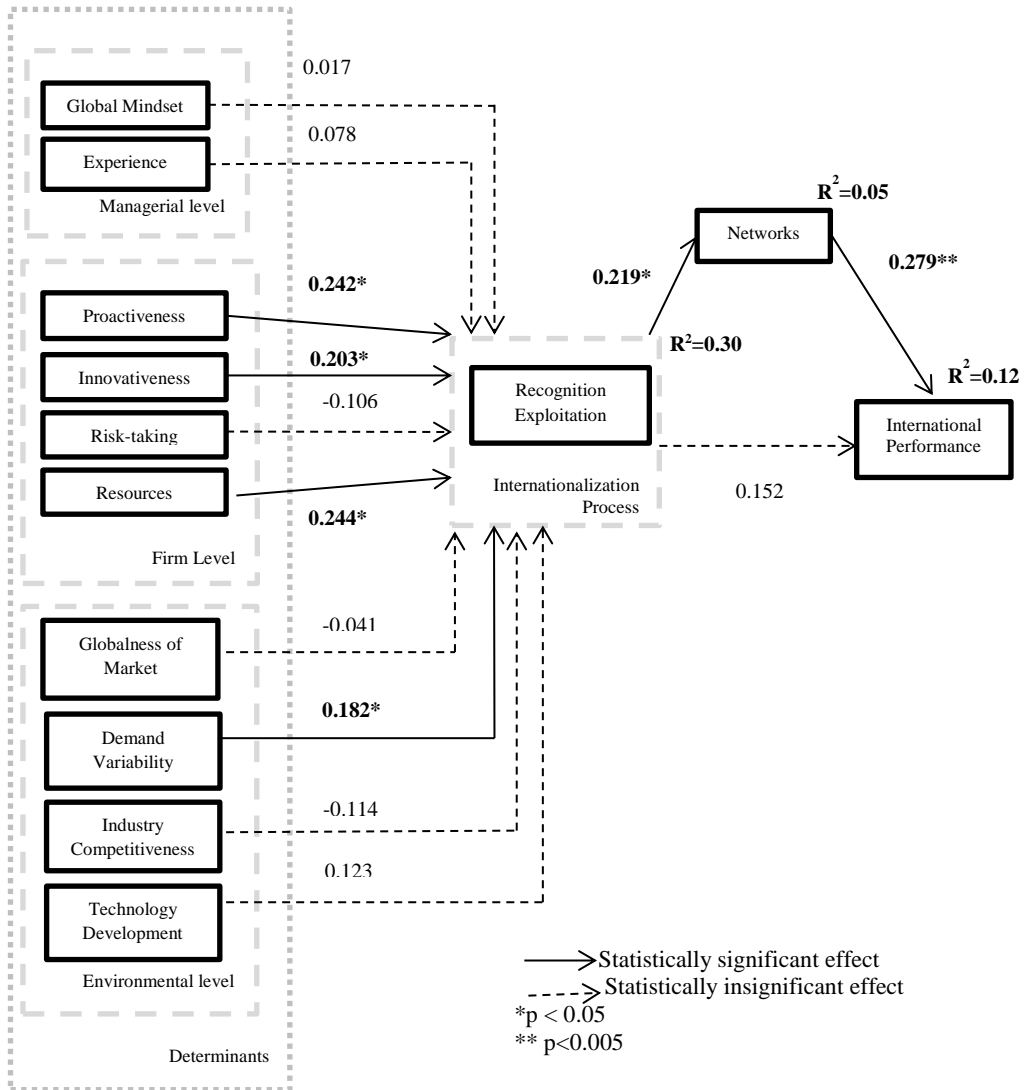 0.017
Global Mindset
0.078
Experience
Managerial level
R²=0.05
Networks
0.219*
0.279**
0.242*
Proactiveness
R²=0.30
0.203*
Innovativeness
R²=0.12
-0.106
Recognition
Exploitation
Risk-taking
International
Performance
Resources
Internationalization
Process
0.152
0.244*
Firm Level
-0.041
Globalness of
Market
0.182*
Demand
Variability
-0.114
Industry
Competitiveness
0.123
Technology
Development
Environmental level
Statistically significant effect
Statistically insignificant effect
*p < 0.05
** p<0.005
Determinants